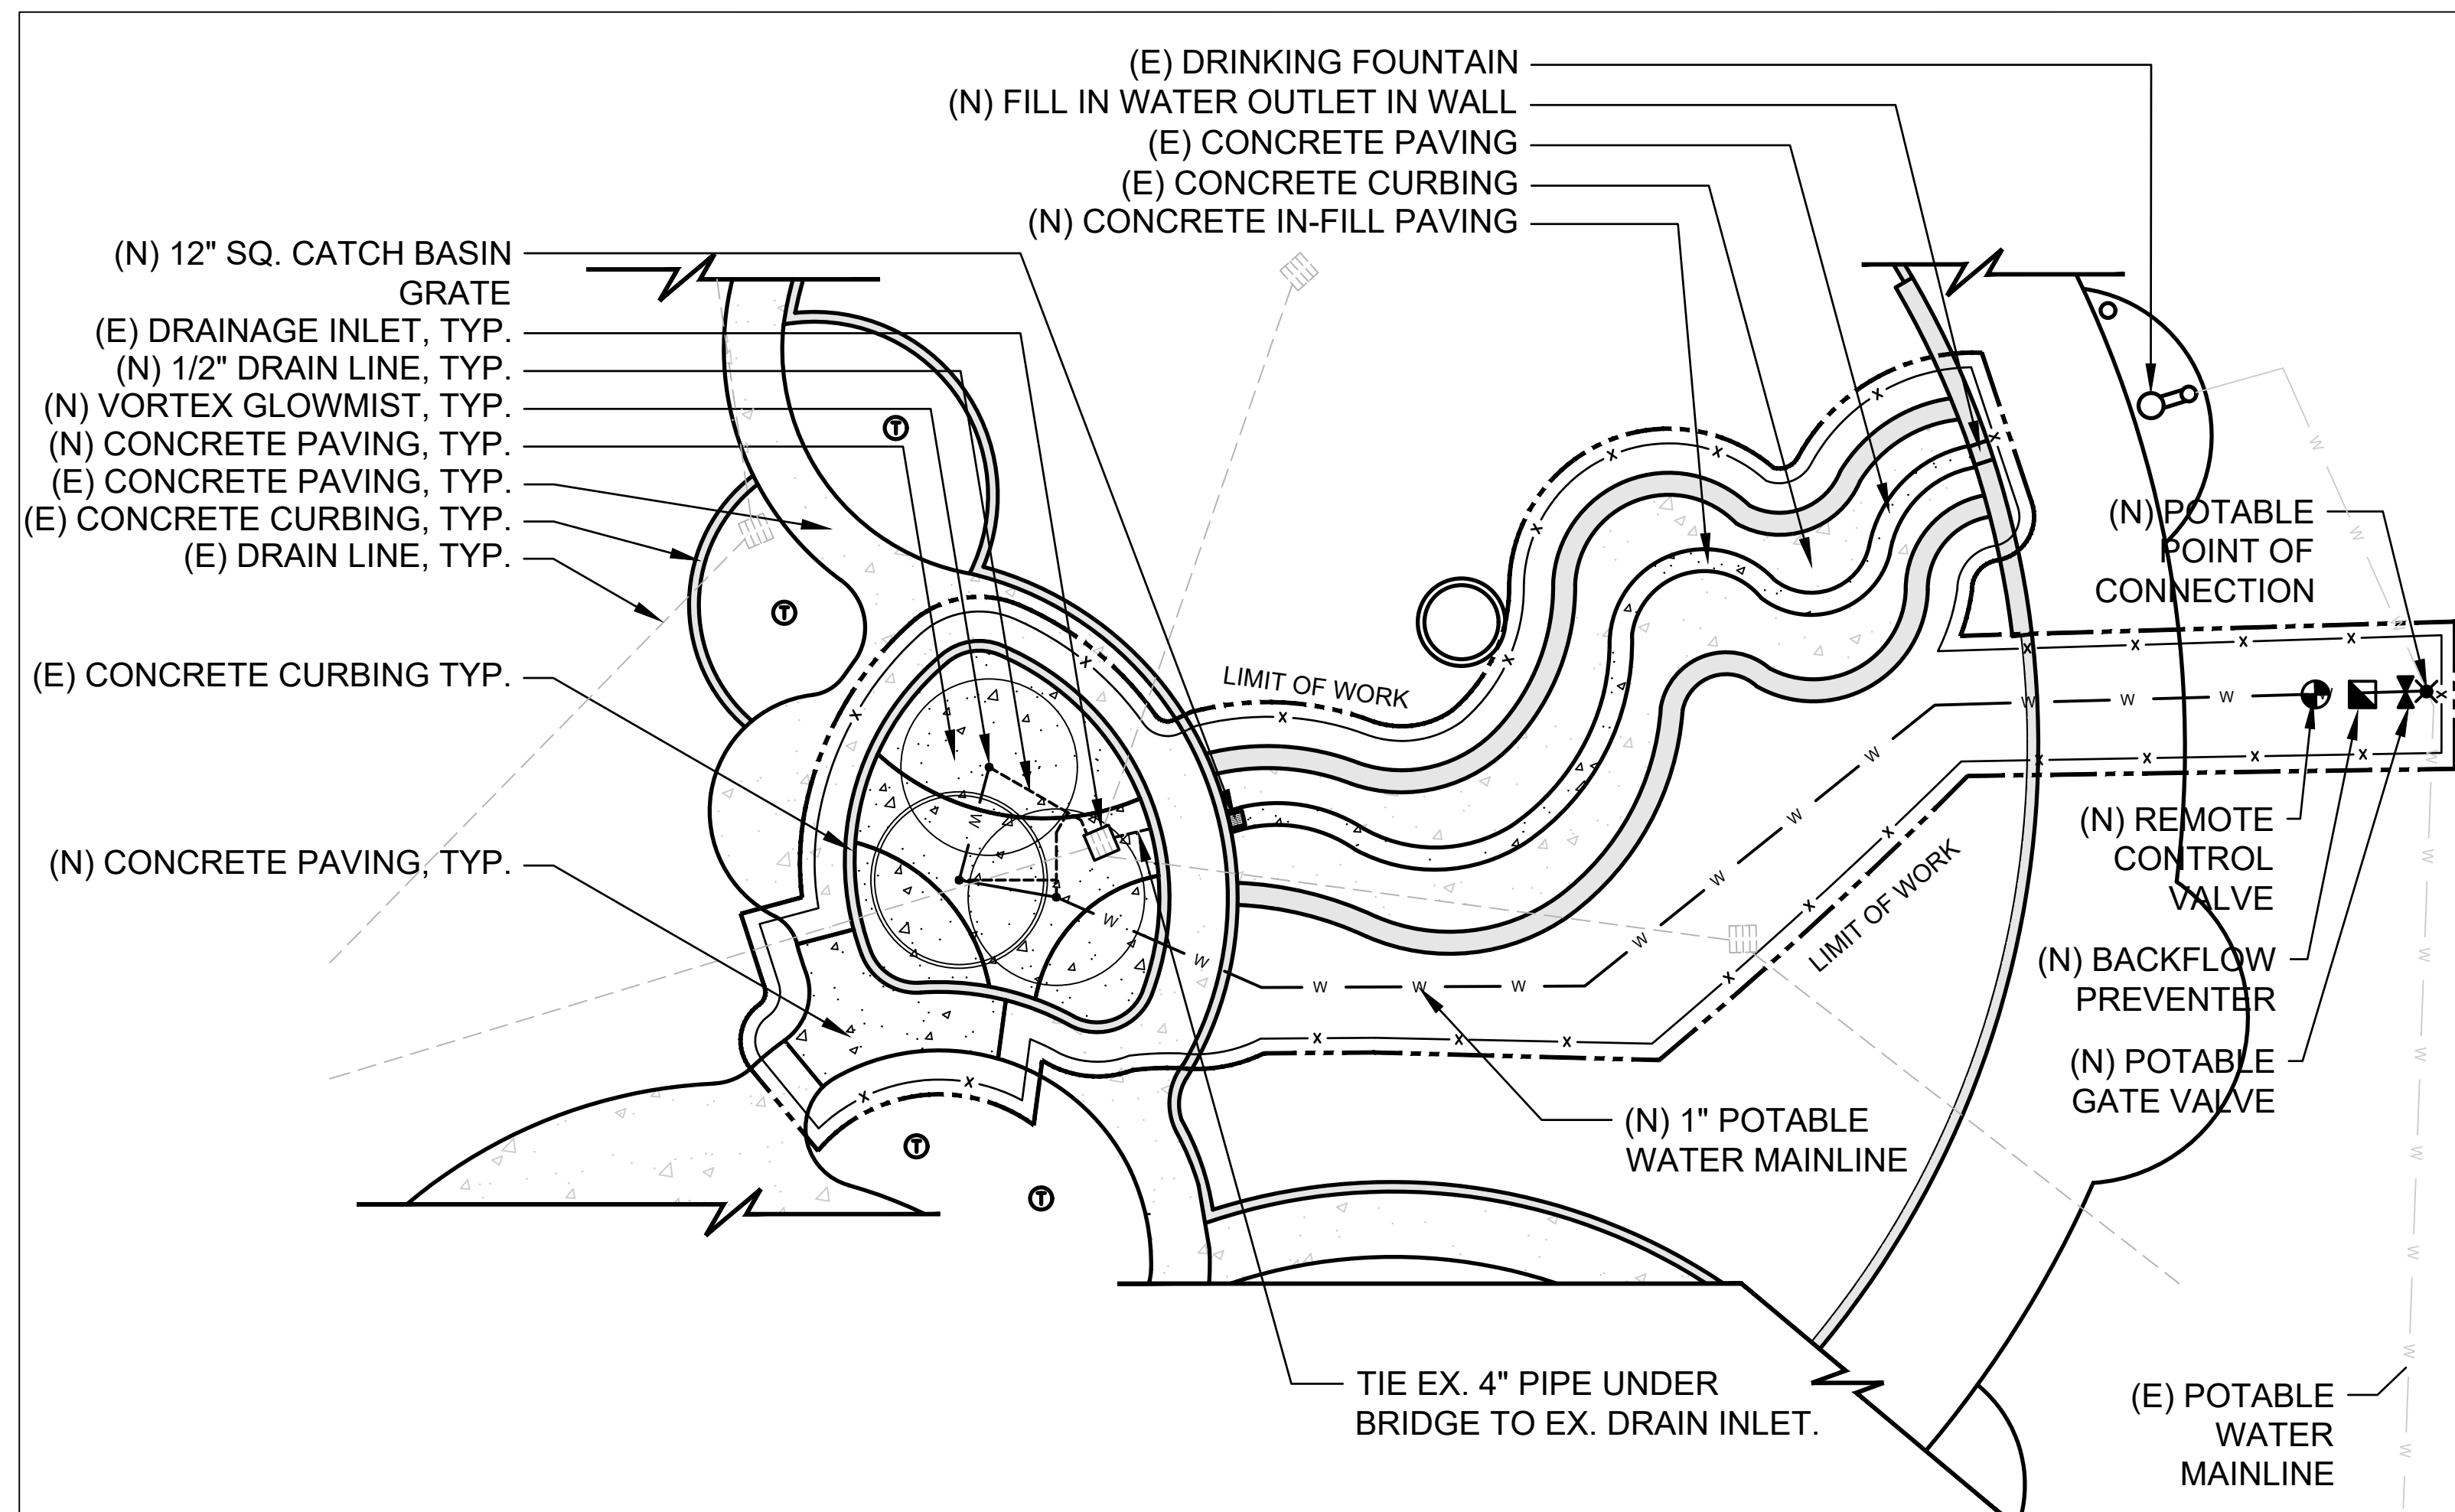 (E) DRINKING FOUNTAIN
(N) FILL IN WATER OUTLET IN WALL
(E) CONCRETE PAVING
(E) CONCRETE CURBING
(N) CONCRETE IN-FILL PAVING
(N) 12" SQ. CATCH BASIN
GRATE
(E) DRAINAGE INLET, TYP.
(N) 1/2" DRAIN LINE, TYP.
(N) VORTEX GLOWMIST, TYP.
(N) CONCRETE PAVING, TYP.
(E) CONCRETE PAVING, TYP.
(E) CONCRETE CURBING, TYP.
(E) DRAIN LINE, TYP.
(E) CONCRETE CURBING TYP.
(N) CONCRETE PAVING, TYP.
LIMIT OF WORK
(N) POTABLE
POINT OF
CONNECTION
(N) REMOTE
CONTROL
VALVE
LIMIT OF WORK
(N) BACKFLOW
PREVENTER
(N) POTABLE
GATE VALVE
(N) 1" POTABLE
WATER MAINLINE
TIE EX. 4" PIPE UNDER
BRIDGE TO EX. DRAIN INLET.
(E) POTABLE
WATER
MAINLINE